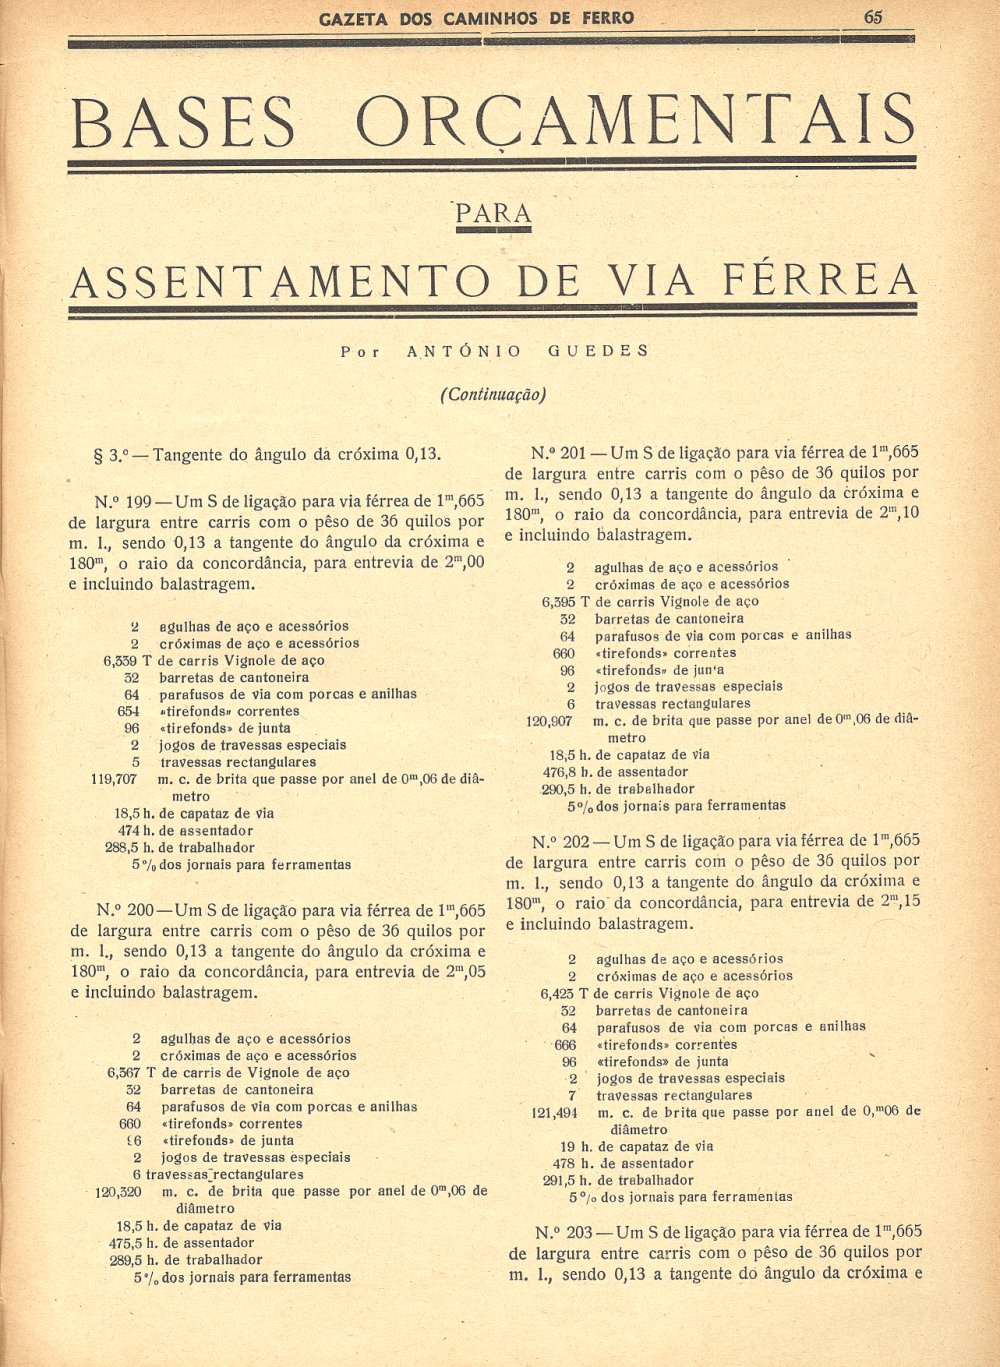 GAZETA DOS CAMINHOS DE FERRO 65
BASES ORÇAMENTAIS
PARA
ASSENTAMENTO DE VIA FÉRREA
Por ANTÓNIO GUEDES
(Continuação)
§ 3.º — Tangente do ângulo da cróxima 0,13.
N.º 199 — Um S de ligação para via férrea de 1ᵐ,665
de largura entre carris com o pêso de 36 quilos por
m. l., sendo 0,13 a tangente do ângulo da cróxima e
180ᵐ, o raio da concordância, para entrevia de 2ᵐ,00
e incluindo balastragem.
2 agulhas de aço e acessórios
2 cróximas de aço e acessórios
6,339 T de carris Vignole de aço
32 barretas de cantoneira
64 parafusos de via com porcas e anilhas
654 «tirefonds» correntes
96 «tirefonds» de junta
2 jogos de travessas especiais
5 travessas rectangulares
119,707 m. c. de brita que passe por anel de 0ᵐ,06 de diâ-
metro
18,5 h. de capataz de via
474 h. de assentador
288,5 h. de trabalhador
5 % dos jornais para ferramentas
N.º 200 — Um S de ligação para via férrea de 1ᵐ,665
de largura entre carris com o pêso de 36 quilos por
m. l., sendo 0,13 a tangente do ângulo da cróxima e
180ᵐ, o raio da concordância, para entrevia de 2ᵐ,05
e incluindo balastragem.
2 agulhas de aço e acessórios
2 cróximas de aço e acessórios
6,367 T de carris de Vignole de aço
32 barretas de cantoneira
64 parafusos de via com porcas e anilhas
660 «tirefonds» correntes
96 «tirefonds» de junta
2 jogos de travessas especiais
6 travessas rectangulares
120,320 m. c. de brita que passe por anel de 0ᵐ,06 de
diâmetro
18,5 h. de capataz de via
475,5 h. de assentador
289,5 h. de trabalhador
5 % dos jornais para ferramentas
N.º 201 — Um S de ligação para via férrea de 1ᵐ,665
de largura entre carris com o pêso de 36 quilos por
m. l., sendo 0,13 a tangente do ângulo da cróxima e
180ᵐ, o raio da concordância, para entrevia de 2ᵐ,10
e incluindo balastragem.
2 agulhas de aço e acessórios
2 cróximas de aço e acessórios
6,395 T de carris Vignole de aço
32 barretas de cantoneira
64 parafusos de via com porcas e anilhas
660 «tirefonds» correntes
96 «tirefonds» de junta
2 jogos de travessas especiais
6 travessas rectangulares
120,907 m. c. de brita que passe por anel de 0ᵐ,06 de diâ-
metro
18,5 h. de capataz de via
476,8 h. de assentador
290,5 h. de trabalhador
5 % dos jornais para ferramentas
N.º 202 — Um S de ligação para via férrea de 1ᵐ,665
de largura entre carris com o pêso de 36 quilos por
m. l., sendo 0,13 a tangente do ângulo da cróxima e
180ᵐ, o raio da concordância, para entrevia de 2ᵐ,15
e incluindo balastragem.
2 agulhas de aço e acessórios
2 cróximas de aço e acessórios
6,423 T de carris Vignole de aço
32 barretas de cantoneira
64 parafusos de via com porcas e anilhas
666 «tirefonds» correntes
96 «tirefonds» de junta
2 jogos de travessas especiais
7 travessas rectangulares
121,494 m. c. de brita que passe por anel de 0,ᵐ06 de
diâmetro
19 h. de capataz de via
478 h. de assentador
291,5 h. de trabalhador
5 % dos jornais para ferramentas
N.º 203 — Um S de ligação para via férrea de 1ᵐ,665
de largura entre carris com o pêso de 36 quilos por
m. l., sendo 0,13 a tangente do ângulo da cróxima e